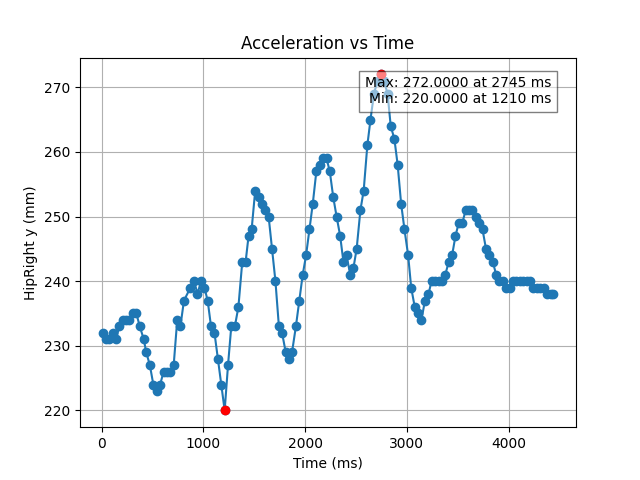 Acceleration vs Time
Max: 272.0000 at 2745 ms
Min: 220.0000 at 1210 ms
HipRight y (mm)
270
260
250
240
230
220
0 1000 2000 3000 4000
Time (ms)